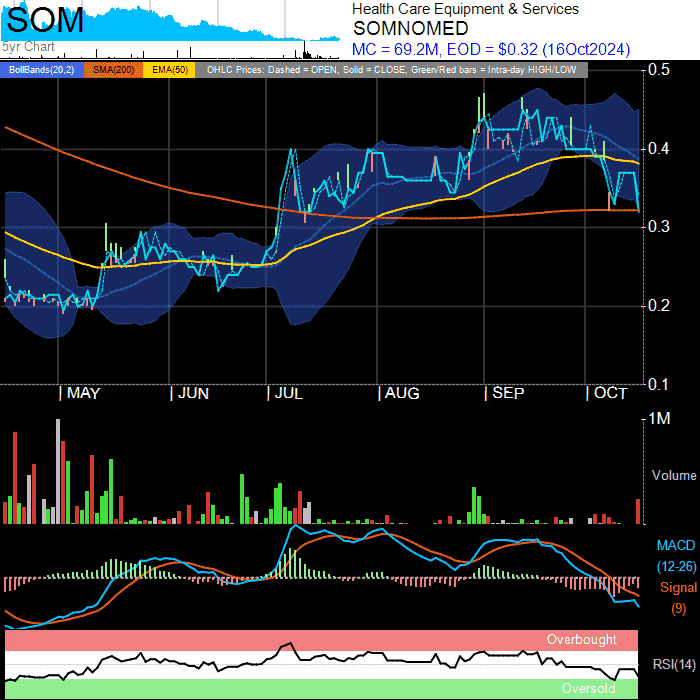 SOM
5yr Chart
Health Care Equipment & Services
SOMNOMED
MC = 69.2M, EOD = $0.32 (16Oct2024)
BollBands(20,2) SMA(200) EMA(50) OHLC Prices: Dashed = OPEN, Solid = CLOSE, Green/Red bars = Intra-day HIGH/LOW
0.5
0.4
0.3
0.2
0.1
| MAY | JUN | JUL | AUG | SEP | OCT
1M
Volume
MACD
(12-26)
Signal
(9)
Overbought
RSI(14)
Oversold